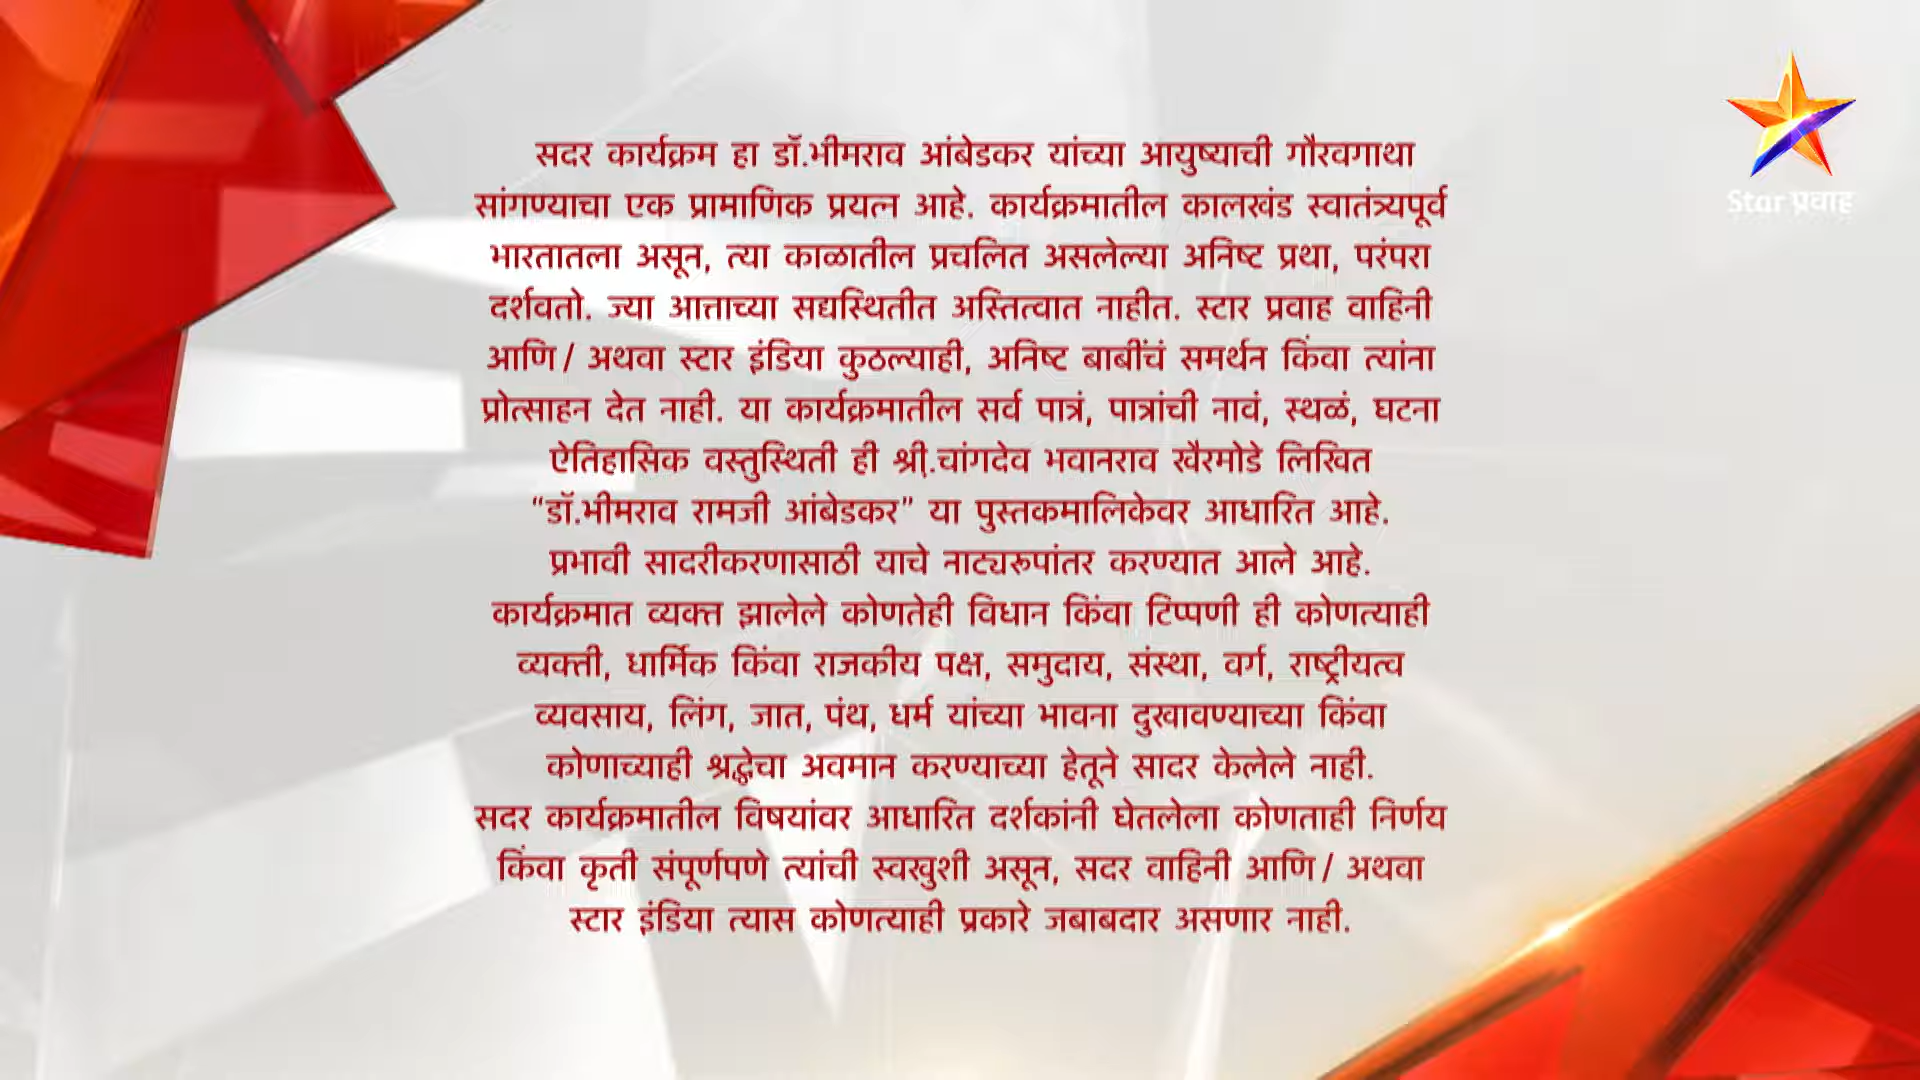 सदर कार्यक्रम हा डॉ.भीमराव आंबेडकर यांच्या आयुष्याची गौरवगाथा
सांगण्याचा एक प्रामाणिक प्रयत्न आहे. कार्यक्रमातील कालखंड स्वातंत्र्यपूर्व
भारतातला असून, त्या काळातील प्रचलित असलेल्या अनिष्ट प्रथा, परंपरा
दर्शवतो. ज्या आत्ताच्या सद्यस्थितीत अस्तित्वात नाहीत. स्टार प्रवाह वाहिनी
आणि/ अथवा स्टार इंडिया कुठल्याही, अनिष्ट बाबींचं समर्थन किंवा त्यांना
प्रोत्साहन देत नाही. या कार्यक्रमातील सर्व पात्रं, पात्रांची नावं, स्थळं, घटना
ऐतिहासिक वस्तुस्थिती ही श्री.चांगदेव भवानराव खैरमोडे लिखित
“डॉ.भीमराव रामजी आंबेडकर” या पुस्तकमालिकेवर आधारित आहे.
प्रभावी सादरीकरणासाठी याचे नाट्यरूपांतर करण्यात आले आहे.
कार्यक्रमात व्यक्त झालेले कोणतेही विधान किंवा टिप्पणी ही कोणत्याही
व्यक्ती, धार्मिक किंवा राजकीय पक्ष, समुदाय, संस्था, वर्ग, राष्ट्रीयत्व
व्यवसाय, लिंग, जात, पंथ, धर्म यांच्या भावना दुखावण्याच्या किंवा
कोणाच्याही श्रद्धेचा अवमान करण्याच्या हेतूने सादर केलेले नाही.
सदर कार्यक्रमातील विषयांवर आधारित दर्शकांनी घेतलेला कोणताही निर्णय
किंवा कृती संपूर्णपणे त्यांची स्वखुशी असून, सदर वाहिनी आणि/ अथवा
स्टार इंडिया त्यास कोणत्याही प्रकारे जबाबदार असणार नाही.
Star प्रवाह